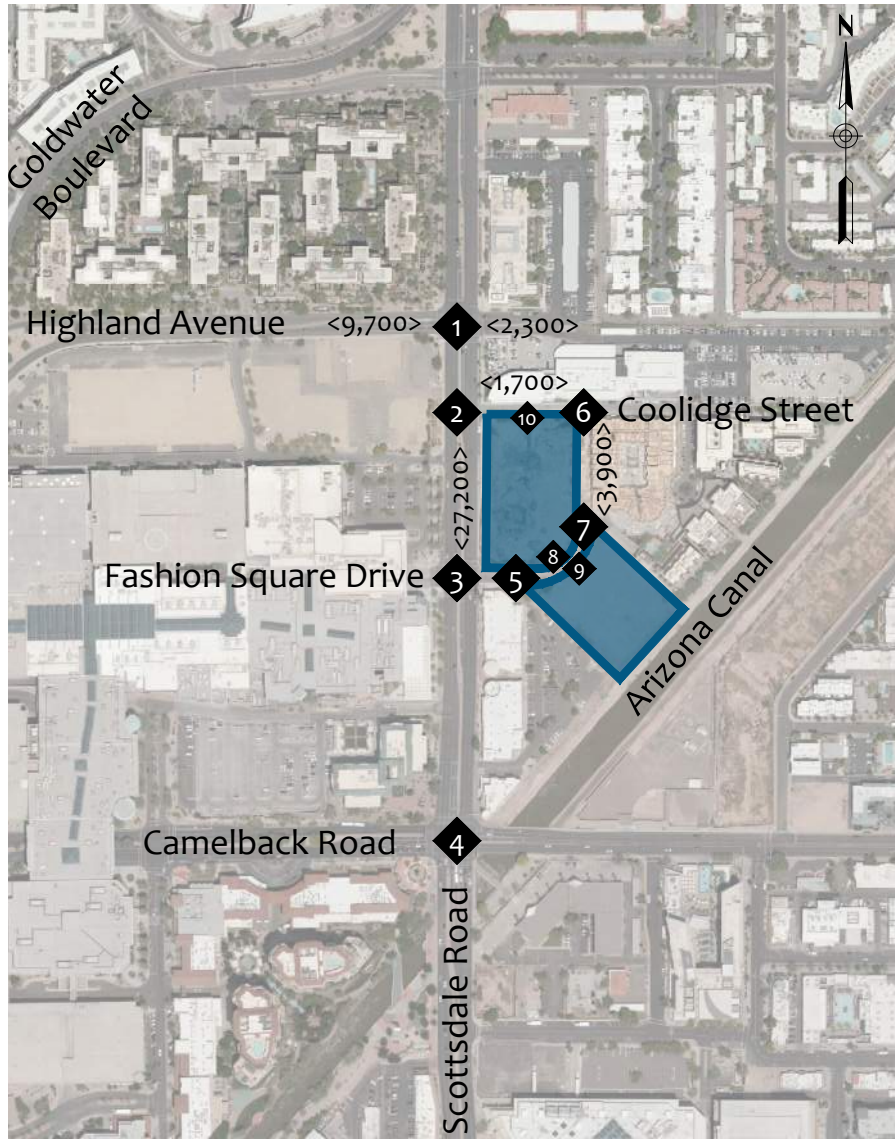 N
Goldwater
Boulevard
Highland Avenue <9,700> 1 <2,300>
<1,700>
2 10 6 Coolidge Street
<27,200> <3,900>
7
8
Fashion Square Drive 3 5 9
Arizona Canal
Camelback Road 4
Scottsdale Road